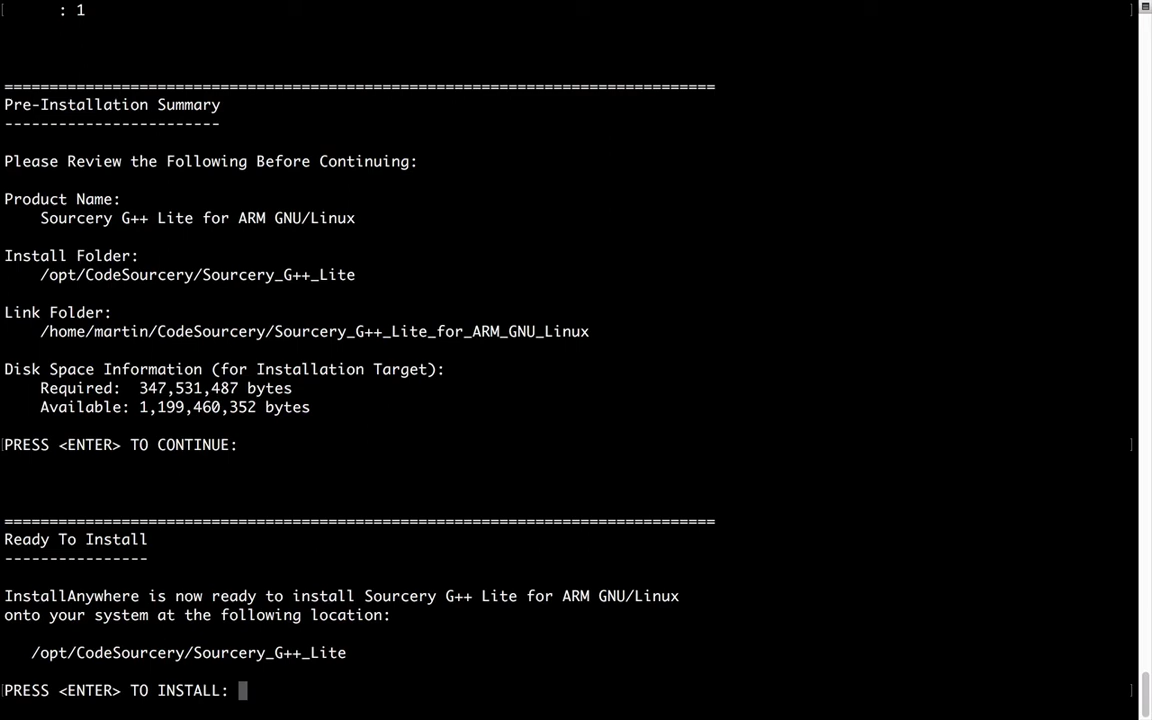 [      : 1 ]
===============================================================================
Pre-Installation Summary
------------------------
Please Review the Following Before Continuing:
Product Name:
    Sourcery G++ Lite for ARM GNU/Linux
Install Folder:
    /opt/CodeSourcery/Sourcery_G++_Lite
Link Folder:
    /home/martin/CodeSourcery/Sourcery_G++_Lite_for_ARM_GNU_Linux
Disk Space Information (for Installation Target):
    Required:  347,531,487 bytes
    Available: 1,199,460,352 bytes
[PRESS <ENTER> TO CONTINUE: ]
===============================================================================
Ready To Install
----------------
InstallAnywhere is now ready to install Sourcery G++ Lite for ARM GNU/Linux
onto your system at the following location:
   /opt/CodeSourcery/Sourcery_G++_Lite
[PRESS <ENTER> TO INSTALL: ]